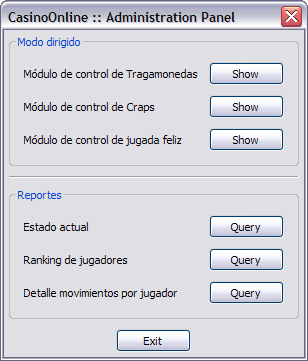 CasinoOnline :: Administration Panel
Modo dirigido
Módulo de control de Tragamonedas Show
Módulo de control de Craps Show
Módulo de control de jugada feliz Show
Reportes
Estado actual Query
Ranking de jugadores Query
Detalle movimientos por jugador Query
Exit